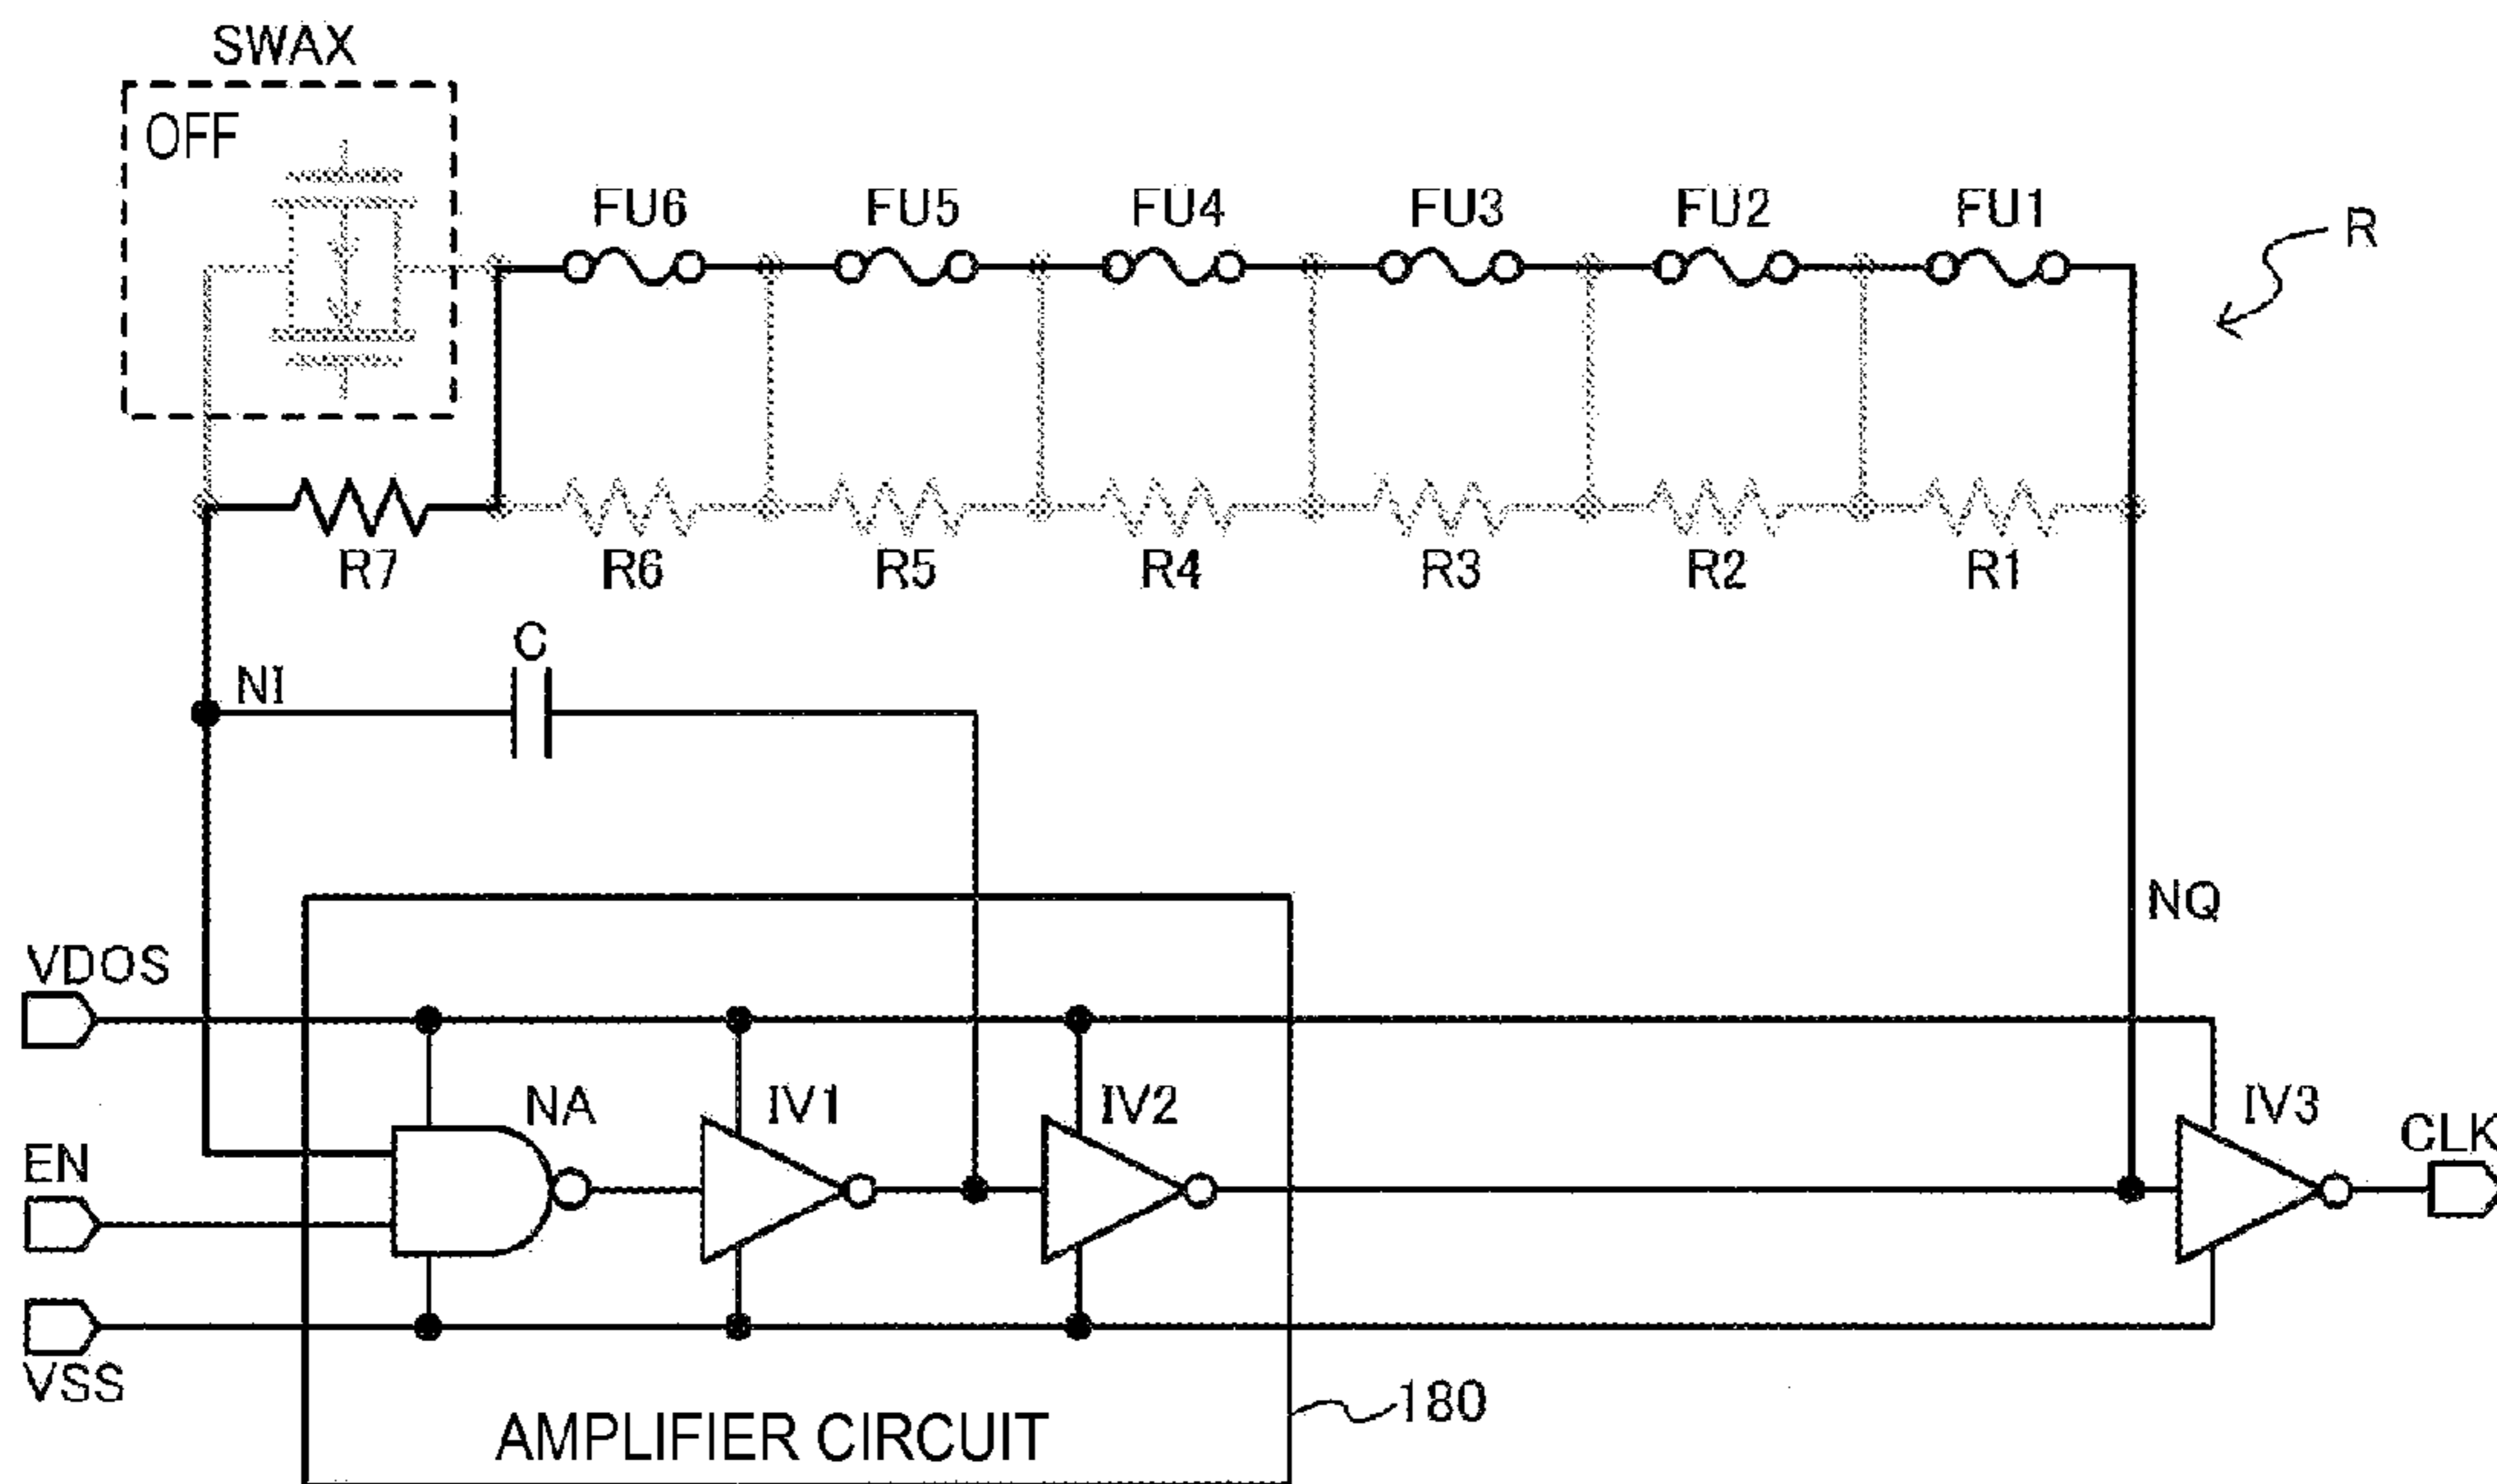 SWAX
OFF
FU6 FU5 FU4 FU3 FU2 FU1
R
R7 R6 R5 R4 R3 R2 R1
C
NI
NQ
VDOS
NA IV1 IV2 IV3
CLK
EN
VSS
180
AMPLIFIER CIRCUIT